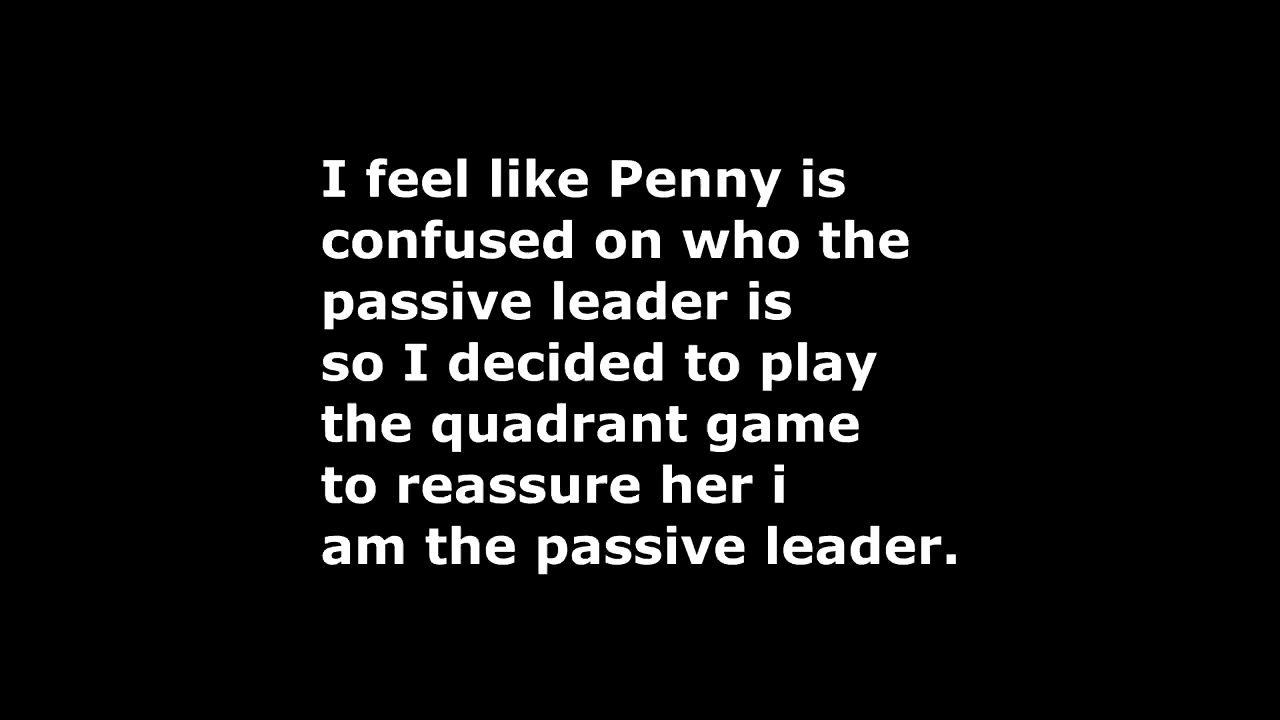 I feel like Penny is
confused on who the
passive leader is
so I decided to play
the quadrant game
to reassure her i
am the passive leader.